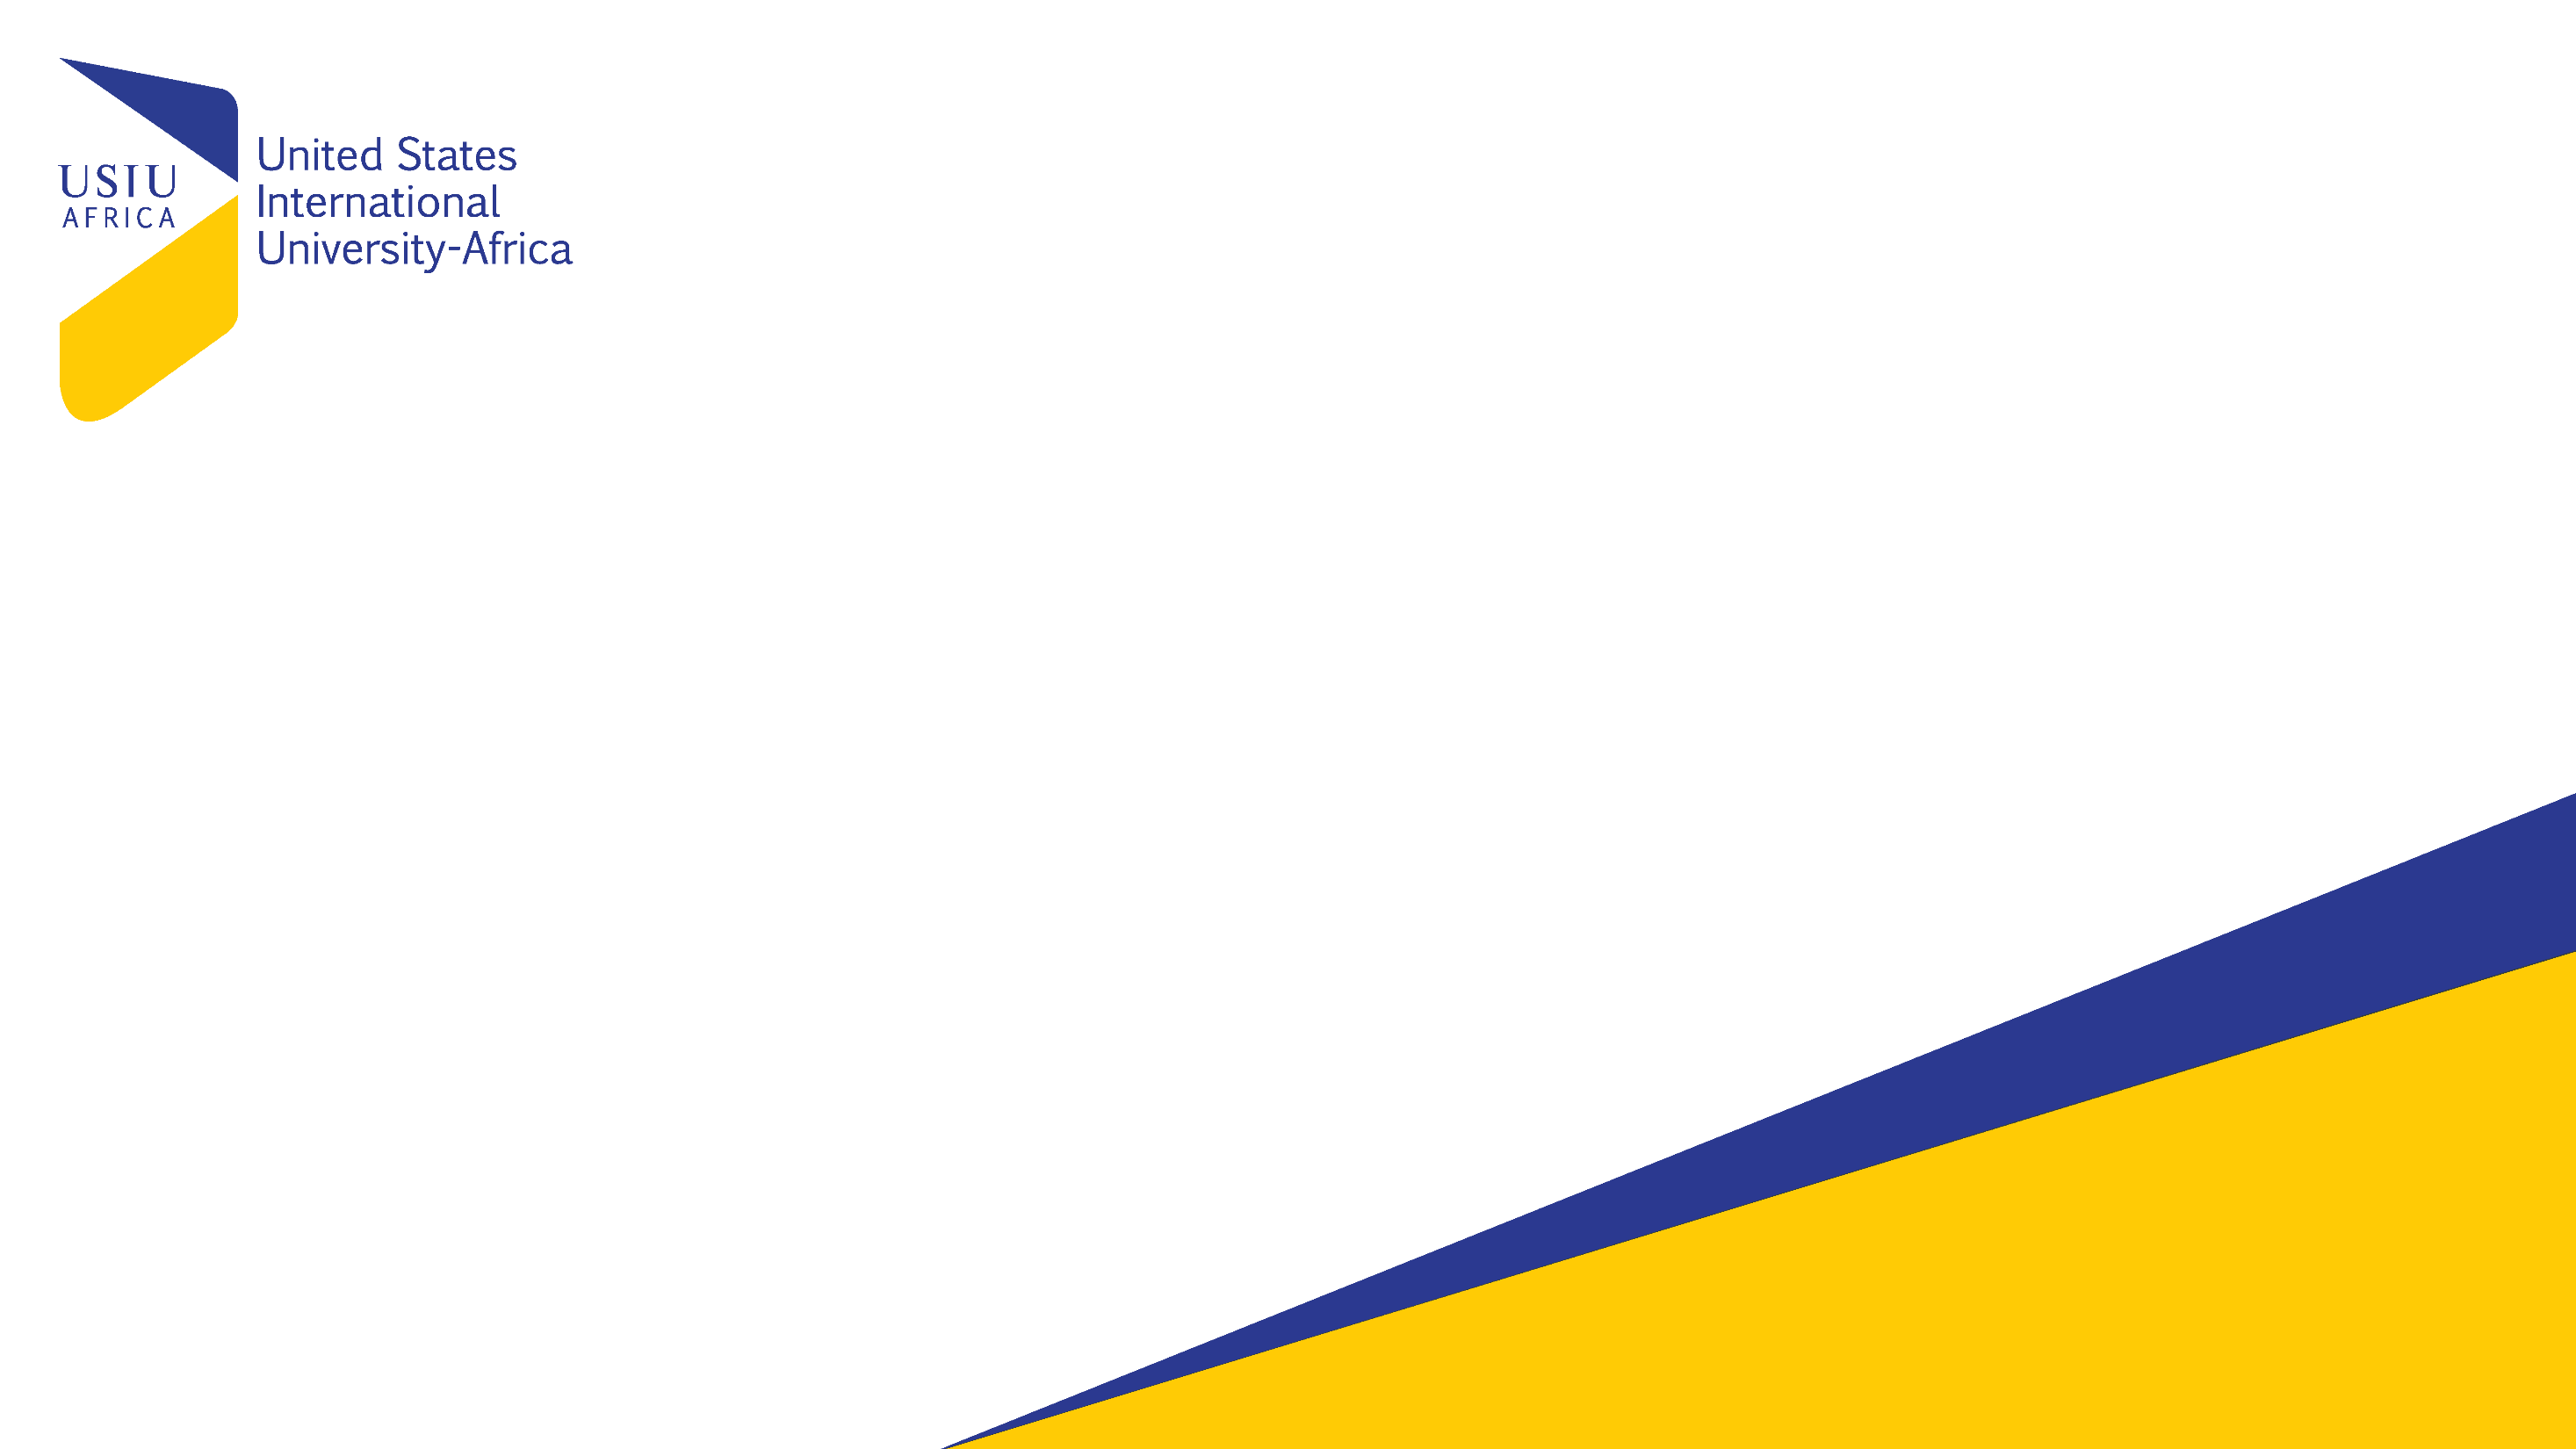 USIU
AFRICA
United States
International
University-Africa